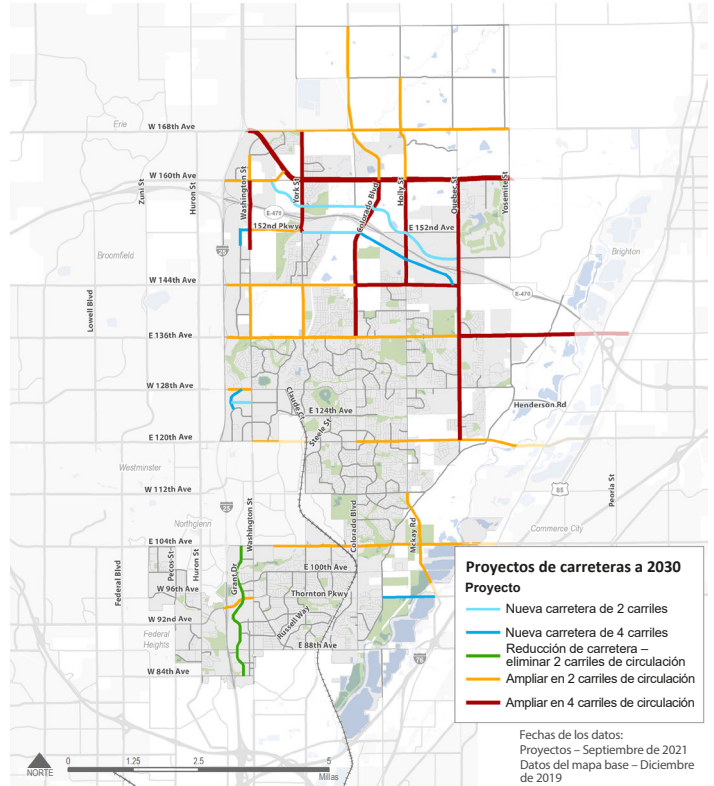 Erie
W 168th Ave
W 160th Ave
Zuni St
Huron St
Washington St
York St
Colorado Blvd
Holly St
Quebec St
Yosemite St
E-470
152nd Pkwy
E 152nd Ave
25
Broomfield
Brighton
W 144th Ave
E-470
Lowell Blvd
E 136th Ave
W 128th Ave
Claude Ct
E 124th Ave
Steele St
Henderson Rd
E 120th Ave
Westminster
W 112th Ave
85
Peoria St
25
Northglenn
Washington St
Colorado Blvd
McKay Rd
Commerce City
E 104th Ave
Federal Blvd
Pecos St
Huron St
Grant Dr
E 100th Ave
W 96th Ave
Thornton Pkwy
W 92nd Ave
Russell Way
Federal
Heights
E 88th Ave
76
W 84th Ave
Proyectos de carreteras a 2030
Proyecto
Nueva carretera de 2 carriles
Nueva carretera de 4 carriles
Reducción de carretera –
eliminar 2 carriles de circulación
Ampliar en 2 carriles de circulación
Ampliar en 4 carriles de circulación
Fechas de los datos:
Proyectos – Septiembre de 2021
Datos del mapa base – Diciembre
de 2019
NORTE
0 1.25 2.5 5
Millas